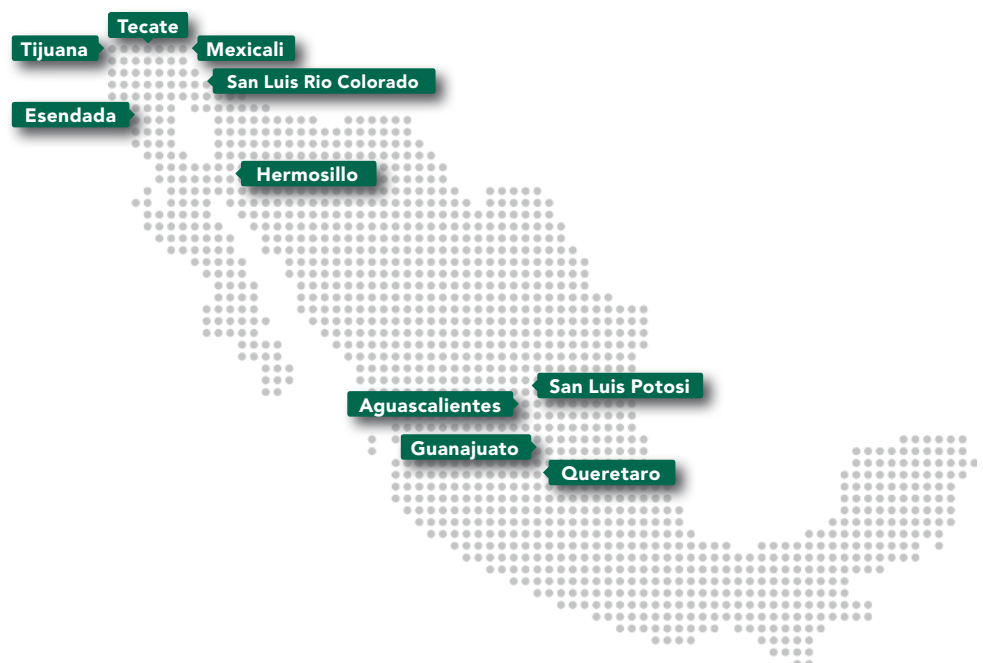 Tecate
Tijuana
Mexicali
San Luis Rio Colorado
Esendada
Hermosillo
San Luis Potosi
Aguascalientes
Guanajuato
Queretaro